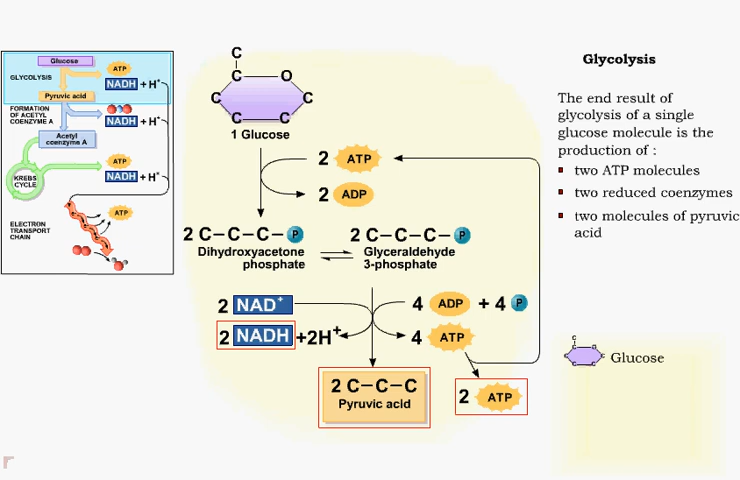 Glucose
ATP
GLYCOLYSIS
NADH + H+
Pyruvic acid
FORMATION
OF ACETYL
COENZYME A
NADH + H+
Acetyl
coenzyme A
ATP
KREBS
CYCLE
NADH + H+
ELECTRON
TRANSPORT
CHAIN
ATP
C
C O
C C
C C
1 Glucose
2 ATP
2 ADP
2 C–C–C–P
Dihydroxyacetone
phosphate
2 C–C–C–P
Glyceraldehyde
3-phosphate
2 NAD+
4 ADP + 4 P
2 NADH +2H+
4 ATP
2 C–C–C
Pyruvic acid
2 ATP
Glycolysis
The end result of
glycolysis of a single
glucose molecule is the
production of :
▪ two ATP molecules
▪ two reduced coenzymes
▪ two molecules of pyruvic
acid
Glucose